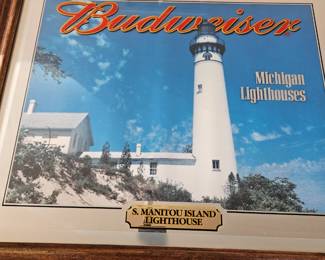 Budweiser
Michigan
Lighthouses
S. MANITOU ISLAND
LIGHTHOUSE